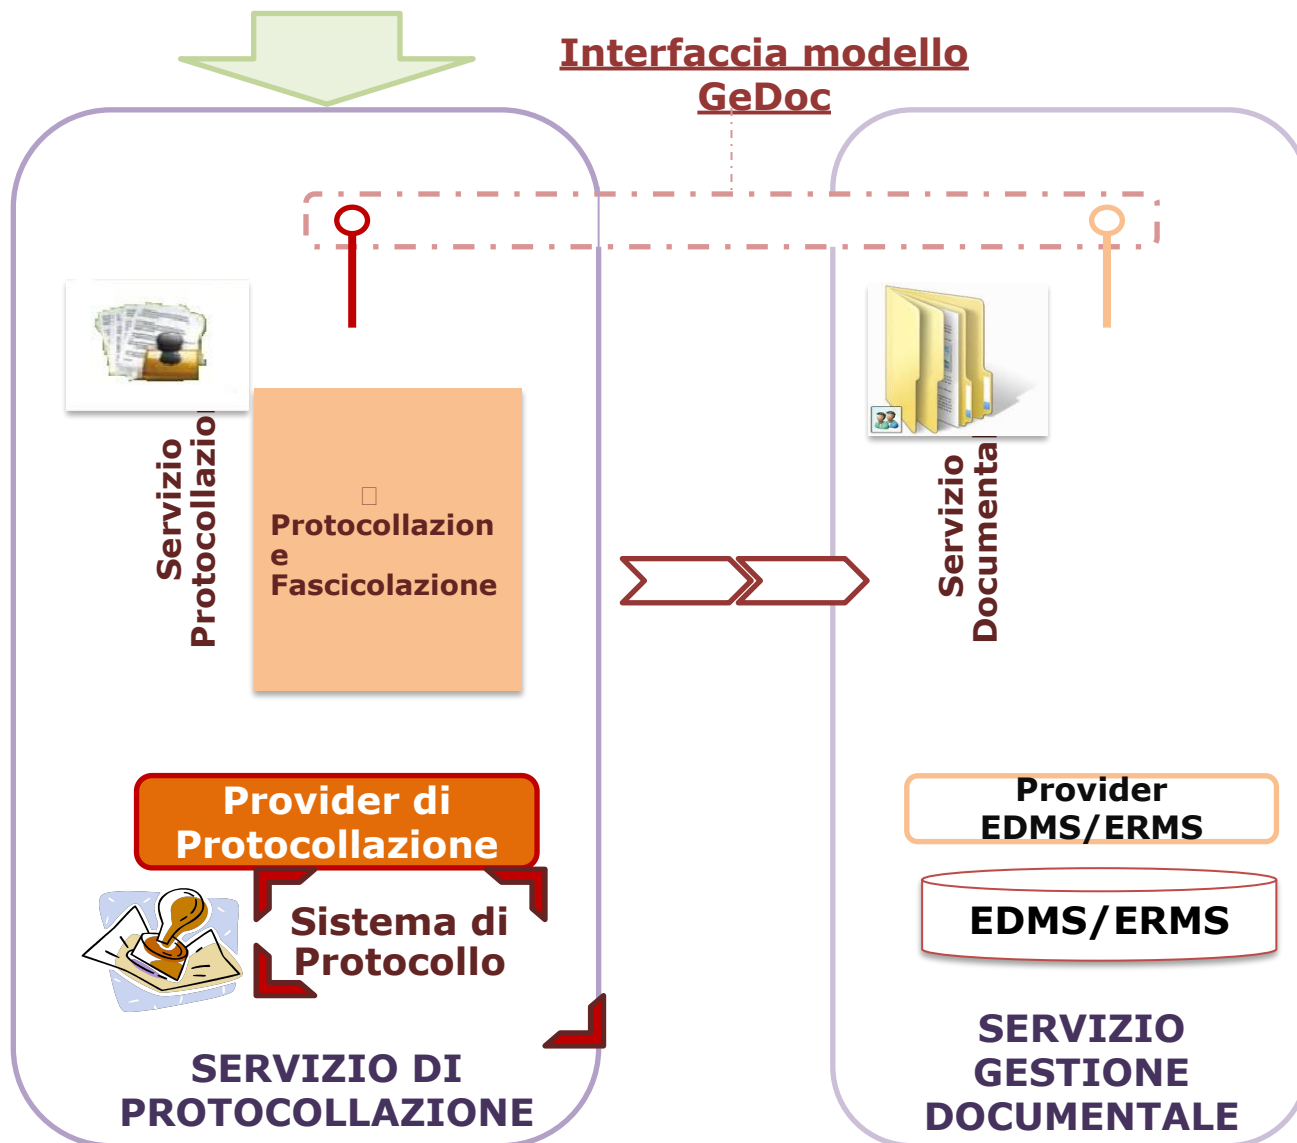 Interfaccia modello
GeDoc
Servizio
Protocollazion
Protocollazion
e
Fascicolazione
Servizio
Documenta
Provider di
Protocollazione
Sistema di
Protocollo
SERVIZIO DI
PROTOCOLLAZIONE
Provider
EDMS/ERMS
EDMS/ERMS
SERVIZIO
GESTIONE
DOCUMENTALE